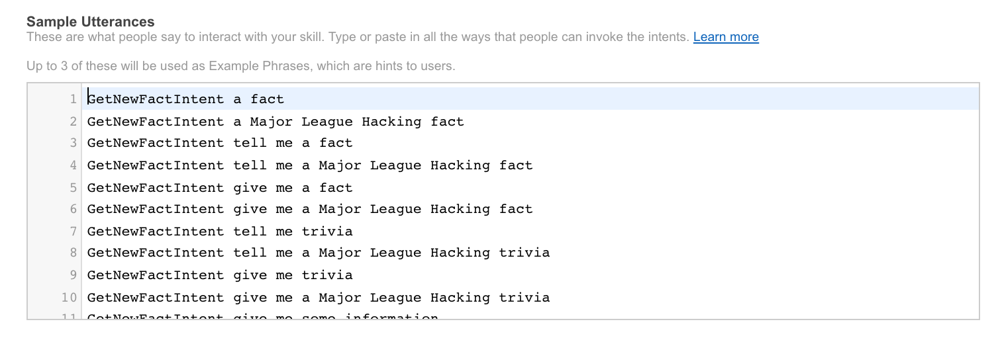 Sample Utterances
These are what people say to interact with your skill. Type or paste in all the ways that people can invoke the intents. Learn more
Up to 3 of these will be used as Example Phrases, which are hints to users.
1 GetNewFactIntent a fact
2 GetNewFactIntent a Major League Hacking fact
3 GetNewFactIntent tell me a fact
4 GetNewFactIntent tell me a Major League Hacking fact
5 GetNewFactIntent give me a fact
6 GetNewFactIntent give me a Major League Hacking fact
7 GetNewFactIntent tell me trivia
8 GetNewFactIntent tell me a Major League Hacking trivia
9 GetNewFactIntent give me trivia
10 GetNewFactIntent give me a Major League Hacking trivia
11 GetNewFactIntent give me some information